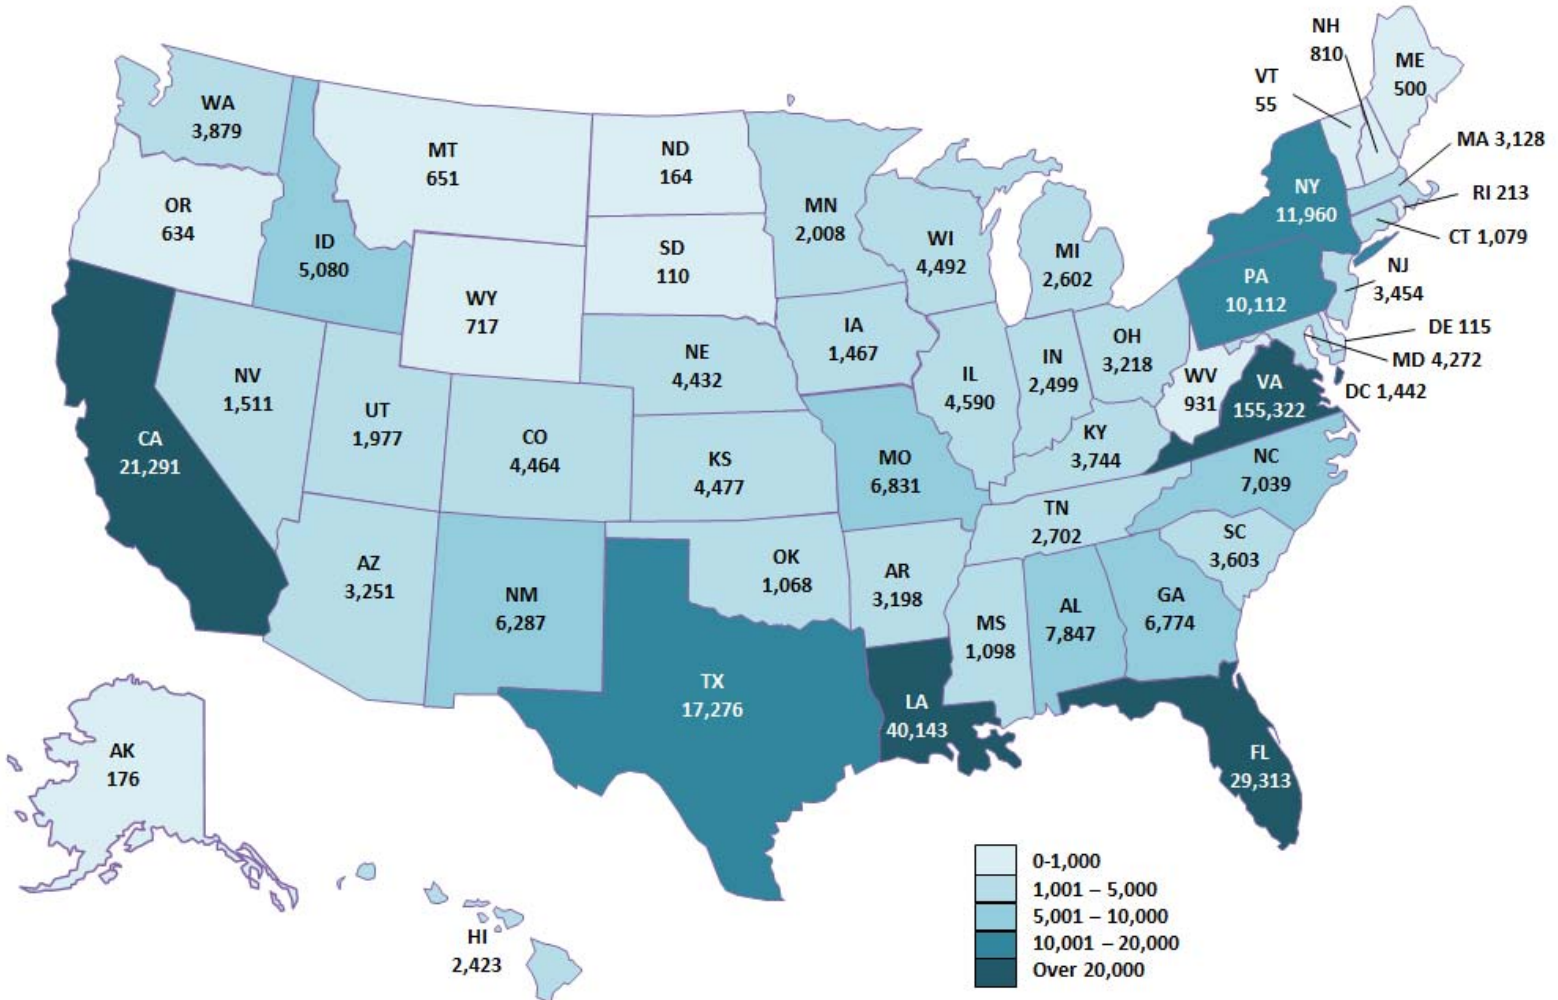 NH
810
ME
500
VT
55
WA
3,879
MA 3,128
MT
651
ND
164
RI 213
NY
11,960
OR
634
MN
2,008
CT 1,079
ID
5,080
SD
110
WI
4,492
MI
2,602
NJ
3,454
PA
10,112
WY
717
DE 115
IA
1,467
OH
3,218
MD 4,272
NE
4,432
IN
2,499
NV
1,511
IL
4,590
WV
931
VA
155,322
DC 1,442
UT
1,977
CO
4,464
KY
3,744
CA
21,291
KS
4,477
MO
6,831
NC
7,039
TN
2,702
SC
3,603
AZ
3,251
OK
1,068
AR
3,198
NM
6,287
MS
1,098
AL
7,847
GA
6,774
TX
17,276
LA
40,143
AK
176
FL
29,313
HI
2,423
0-1,000
1,001 – 5,000
5,001 – 10,000
10,001 – 20,000
Over 20,000